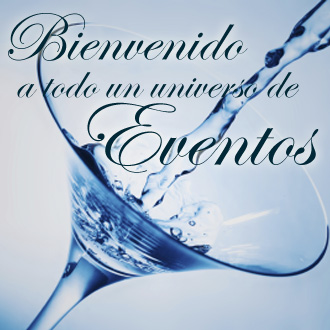 Bienvenido
a todo un universo de
Eventos